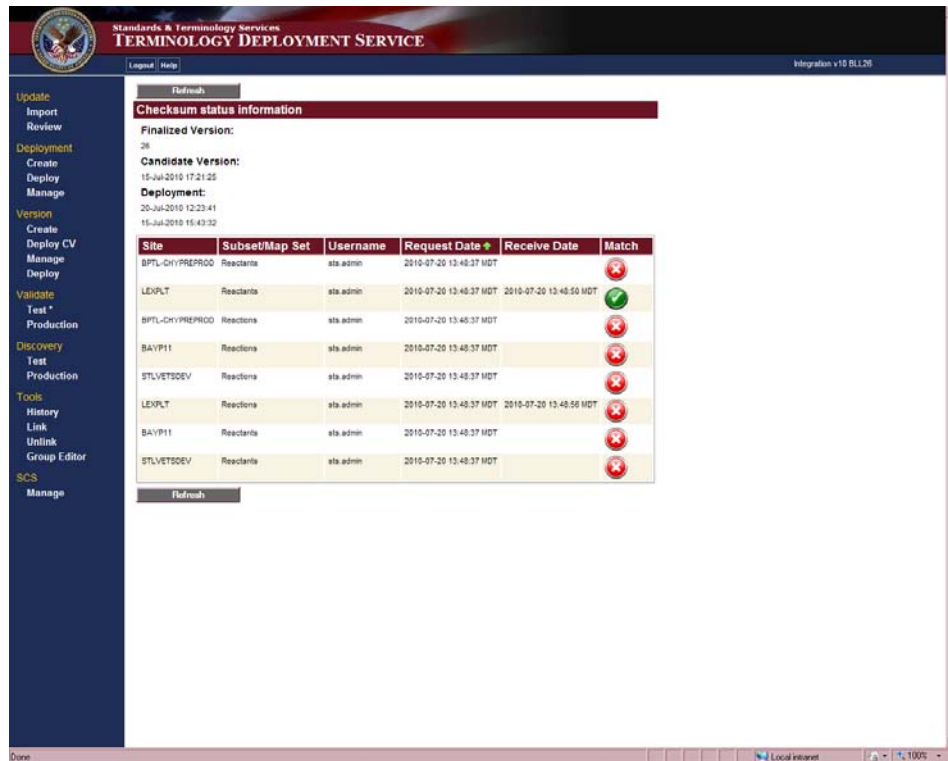 Standards & Terminology Services
TERMINOLOGY DEPLOYMENT SERVICE
Logout Help
Integration v10 BLL26
Update
Import
Review
Deployment
Create
Deploy
Manage
Version
Create
Deploy CV
Manage
Deploy
Validate
Test *
Production
Discovery
Test
Production
Tools
History
Link
Unlink
Group Editor
SCS
Manage
Refresh
Checksum status information
Finalized Version:
26
Candidate Version:
15-Jul-2010 17:21:25
Deployment:
20-Jul-2010 12:23:41
15-Jul-2010 15:43:32
Site Subset/Map Set Username Request Date Receive Date Match
BPTL-CHYPREPROD Reactants sts.admin 2010-07-20 13:48:37 MDT
LEXPLT Reactants sts.admin 2010-07-20 13:48:37 MDT 2010-07-20 13:48:50 MDT
BPTL-CHYPREPROD Reactions sts.admin 2010-07-20 13:48:37 MDT
BAYP11 Reactions sts.admin 2010-07-20 13:48:37 MDT
STLVETSDEV Reactions sts.admin 2010-07-20 13:48:37 MDT
LEXPLT Reactions sts.admin 2010-07-20 13:48:37 MDT 2010-07-20 13:48:56 MDT
BAYP11 Reactants sts.admin 2010-07-20 13:48:37 MDT
STLVETSDEV Reactants sts.admin 2010-07-20 13:48:37 MDT
Refresh
Done
Local intranet
100%